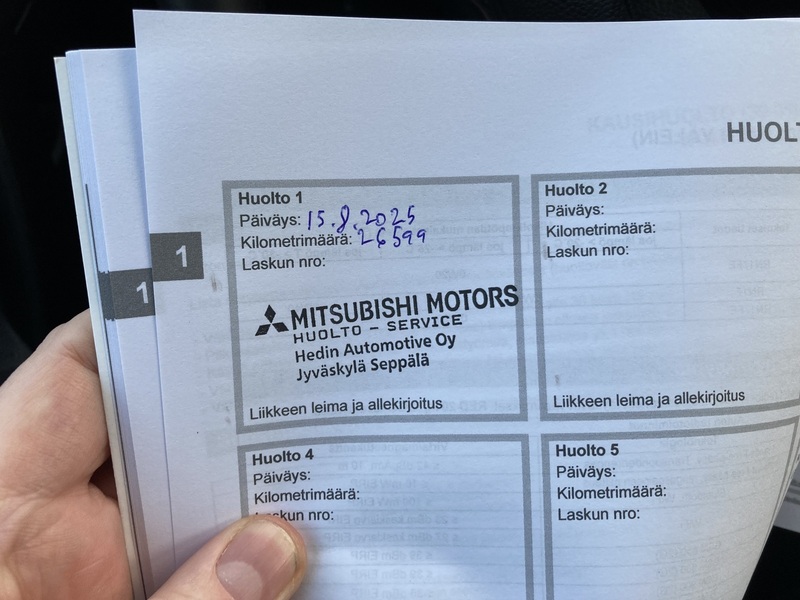 HUOLT
Huolto 1
Päiväys: 15.8.2025
Kilometrimäärä: 26599
Laskun nro:
MITSUBISHI MOTORS
HUOLTO - SERVICE
Hedin Automotive Oy
Jyväskylä Seppälä
Liikkeen leima ja allekirjoitus
Huolto 2
Päiväys:
Kilometrimäärä:
Laskun nro:
Liikkeen leima ja allekirjoitus
1
1
Huolto 4
Päiväys:
Kilometrimäärä:
Laskun nro:
Huolto 5
Päiväys:
Kilometrimäärä:
Laskun nro: